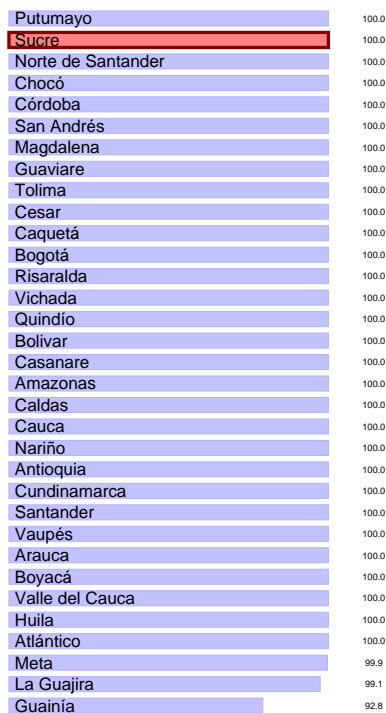 Putumayo 100.0
Sucre 100.0
Norte de Santander 100.0
Chocó 100.0
Córdoba 100.0
San Andrés 100.0
Magdalena 100.0
Guaviare 100.0
Tolima 100.0
Cesar 100.0
Caquetá 100.0
Bogotá 100.0
Risaralda 100.0
Vichada 100.0
Quindío 100.0
Bolivar 100.0
Casanare 100.0
Amazonas 100.0
Caldas 100.0
Cauca 100.0
Nariño 100.0
Antioquia 100.0
Cundinamarca 100.0
Santander 100.0
Vaupés 100.0
Arauca 100.0
Boyacá 100.0
Valle del Cauca 100.0
Huila 100.0
Atlántico 100.0
Meta 99.9
La Guajira 99.1
Guainía 92.8